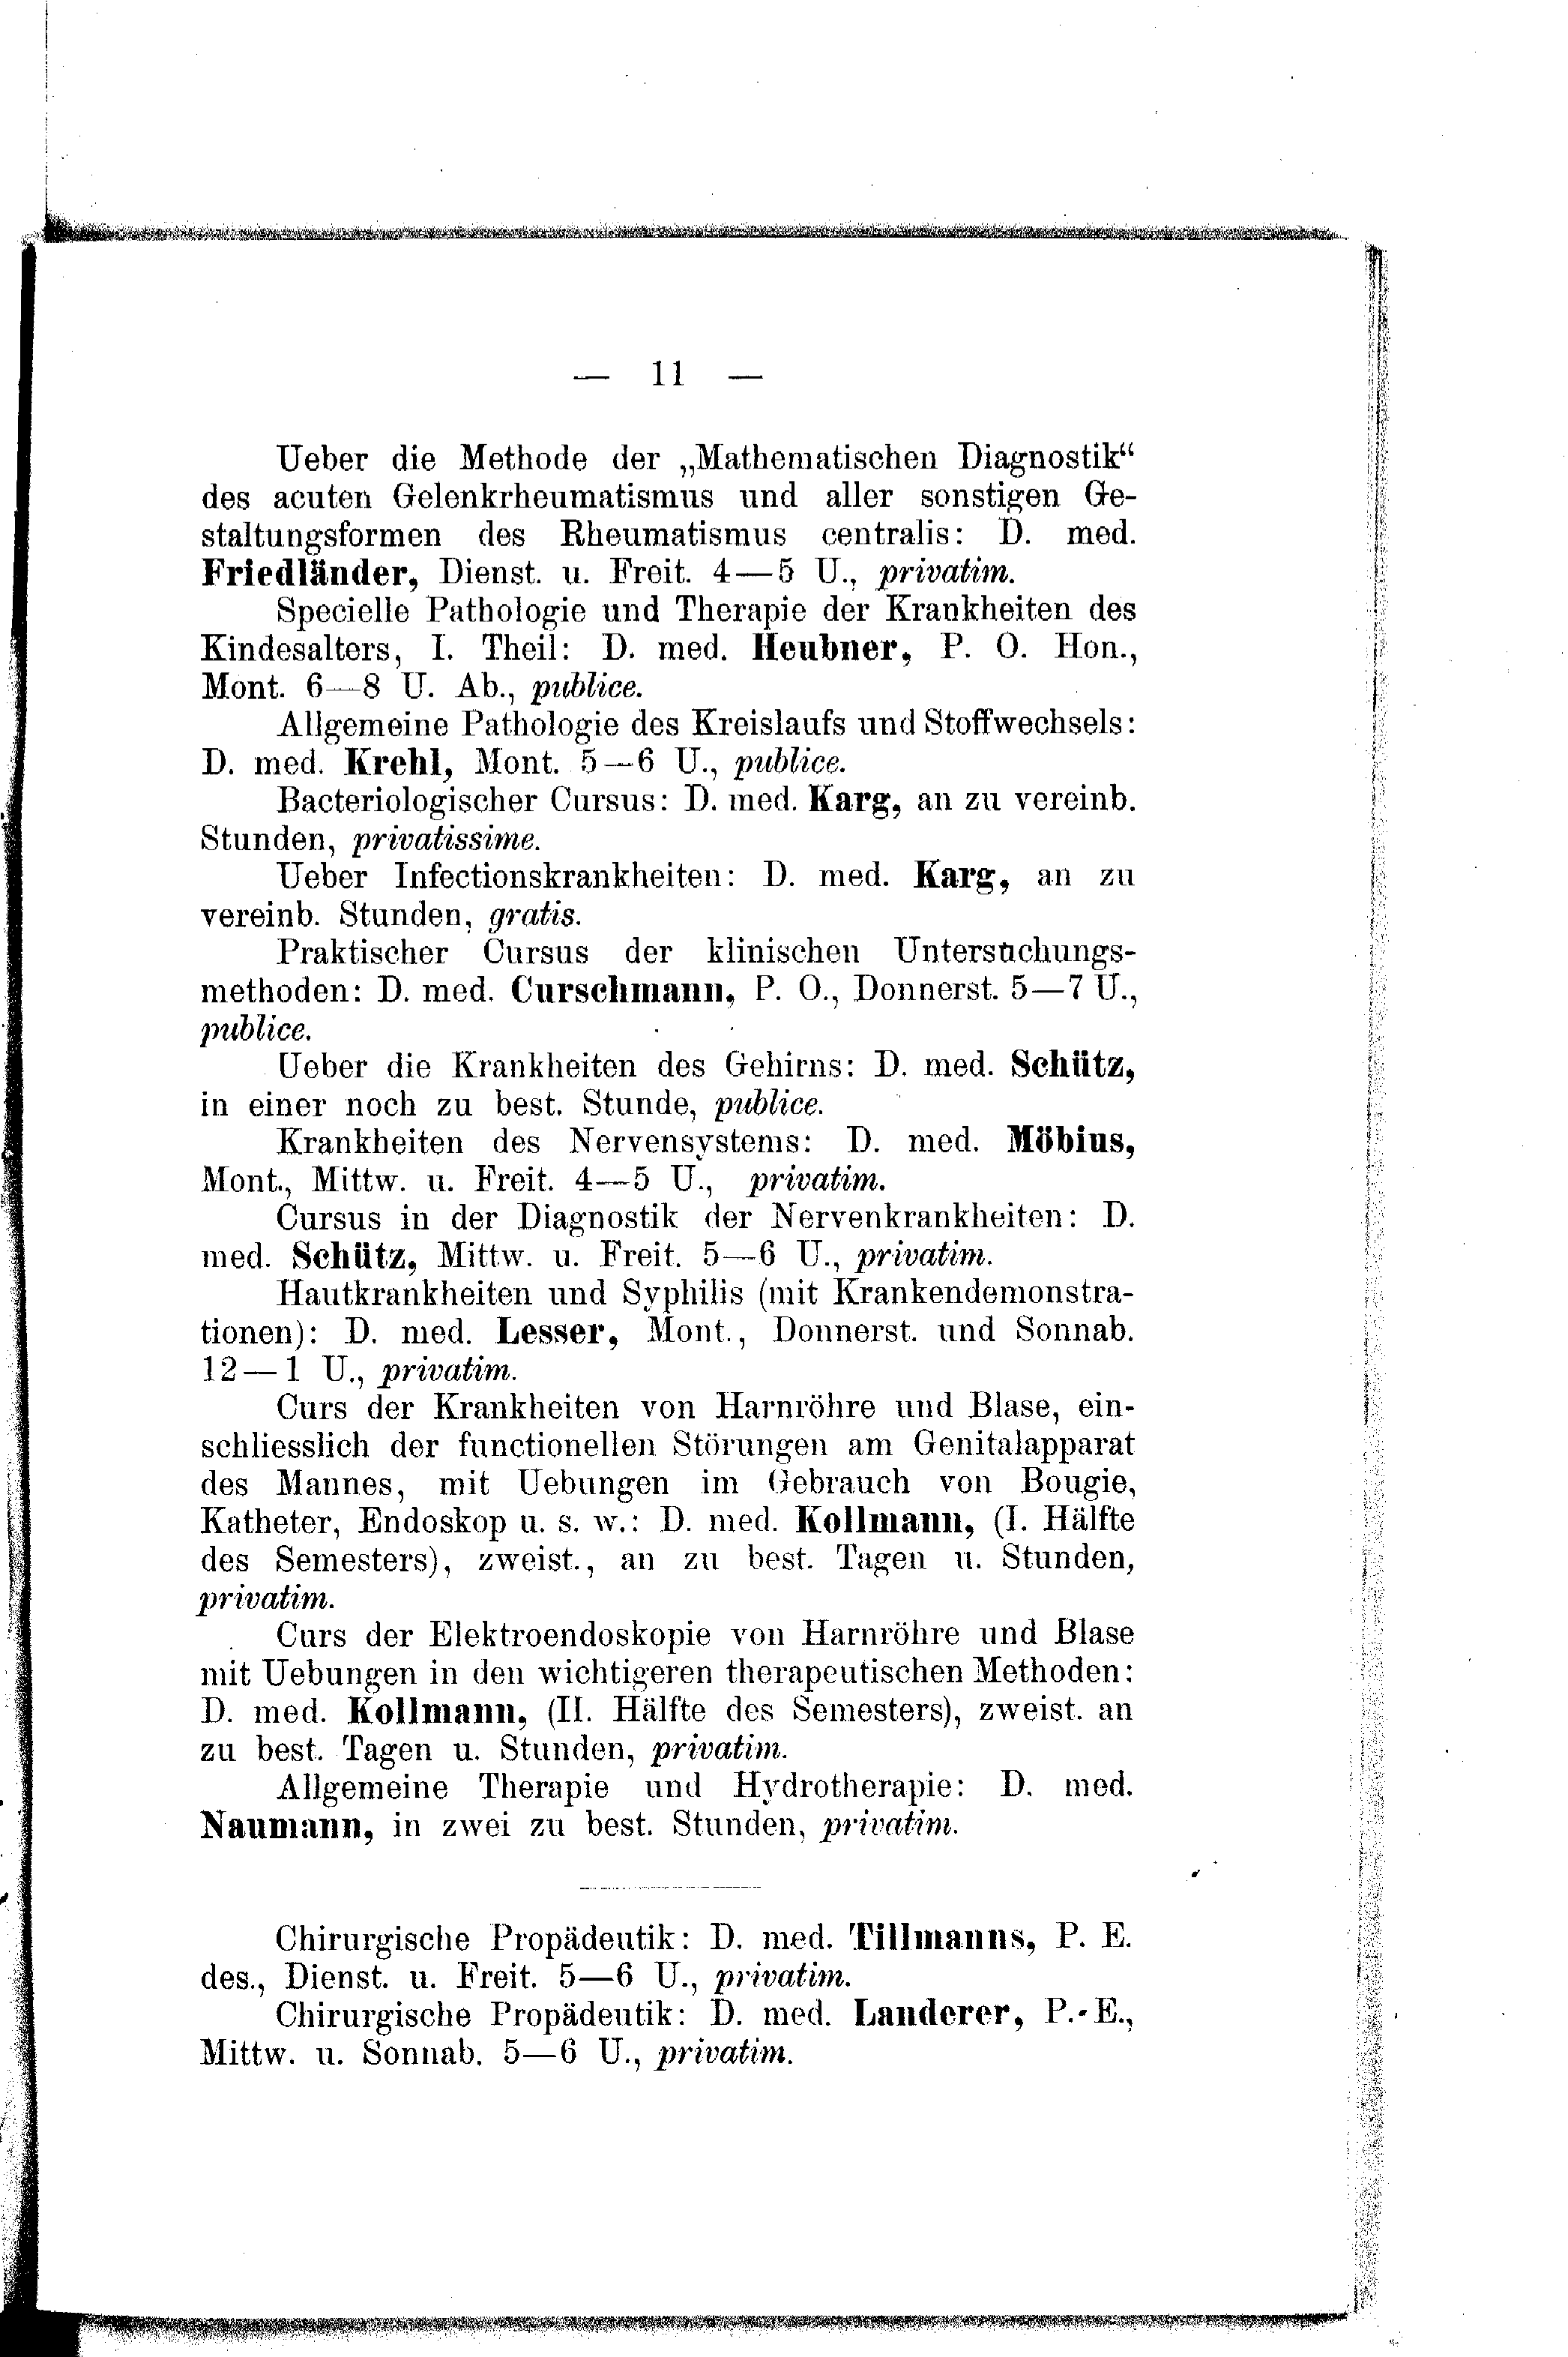 — 11 —
Ueber die Methode der „Mathematischen Diagnostik“
des acuten Gelenkrheumatismus und aller sonstigen Ge-
staltungsformen des Rheumatismus centralis: D. med.
Friedländer, Dienst. u. Freit. 4—5 U., privatim.
Specielle Pathologie und Therapie der Krankheiten des
Kindesalters, I. Theil: D. med. Heubner, P. O. Hon.,
Mont. 6—8 U. Ab., publice.
Allgemeine Pathologie des Kreislaufs und Stoffwechsels:
D. med. Krehl, Mont. 5—6 U., publice.
Bacteriologischer Cursus: D. med. Karg, an zu vereinb.
Stunden, privatissime.
Ueber Infectionskrankheiten: D. med. Karg, an zu
vereinb. Stunden, gratis.
Praktischer Cursus der klinischen Untersuchungs-
methoden: D. med. Curschmann, P. O., Donnerst. 5—7 U.,
publice.
Ueber die Krankheiten des Gehirns: D. med. Schütz,
in einer noch zu best. Stunde, publice.
Krankheiten des Nervensystems: D. med. Möbius,
Mont., Mittw. u. Freit. 4—5 U., privatim.
Cursus in der Diagnostik der Nervenkrankheiten: D.
med. Schütz, Mittw. u. Freit. 5—6 U., privatim.
Hautkrankheiten und Syphilis (mit Krankendemonstra-
tionen): D. med. Lesser, Mont., Donnerst. und Sonnab.
12—1 U., privatim.
Curs der Krankheiten von Harnröhre und Blase, ein-
schliesslich der functionellen Störungen am Genitalapparat
des Mannes, mit Uebungen im Gebrauch von Bougie,
Katheter, Endoskop u. s. w.: D. med. Kollmann, (I. Hälfte
des Semesters), zweist., an zu best. Tagen u. Stunden,
privatim.
Curs der Elektroendoskopie von Harnröhre und Blase
mit Uebungen in den wichtigeren therapeutischen Methoden:
D. med. Kollmann, (II. Hälfte des Semesters), zweist. an
zu best. Tagen u. Stunden, privatim.
Allgemeine Therapie und Hydrotherapie: D. med.
Naumann, in zwei zu best. Stunden, privatim.
Chirurgische Propädeutik: D. med. Tillmanns, P. E.
des., Dienst. u. Freit. 5—6 U., privatim.
Chirurgische Propädeutik: D. med. Landerer, P.-E.,
Mittw. u. Sonnab. 5—6 U., privatim.